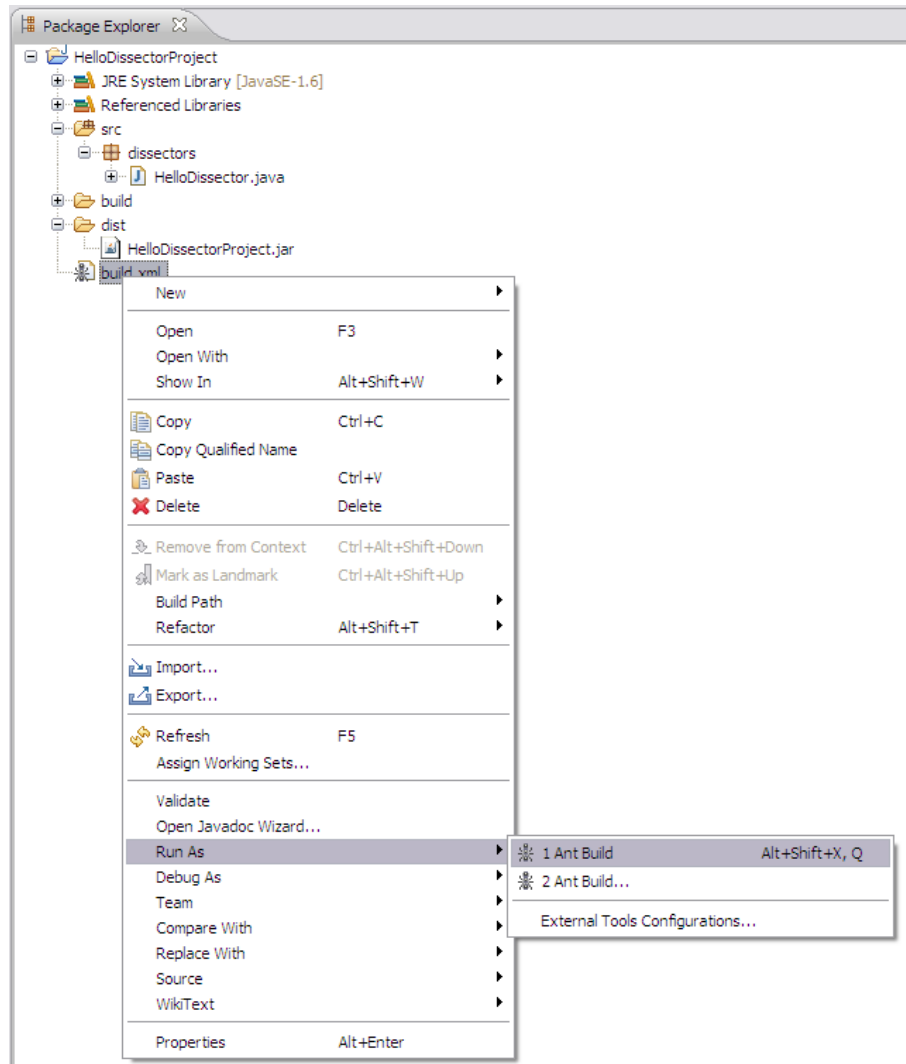 Package Explorer
HelloDissectorProject
JRE System Library [JavaSE-1.6]
Referenced Libraries
src
dissectors
HelloDissector.java
build
dist
HelloDissectorProject.jar
build.xml
New
Open F3
Open With
Show In Alt+Shift+W
Copy Ctrl+C
Copy Qualified Name
Paste Ctrl+V
Delete Delete
Remove from Context Ctrl+Alt+Shift+Down
Mark as Landmark Ctrl+Alt+Shift+Up
Build Path
Refactor Alt+Shift+T
Import...
Export...
Refresh F5
Assign Working Sets...
Validate
Open Javadoc Wizard...
Run As
1 Ant Build Alt+Shift+X, Q
Debug As
2 Ant Build...
Team
External Tools Configurations...
Compare With
Replace With
Source
WikiText
Properties Alt+Enter